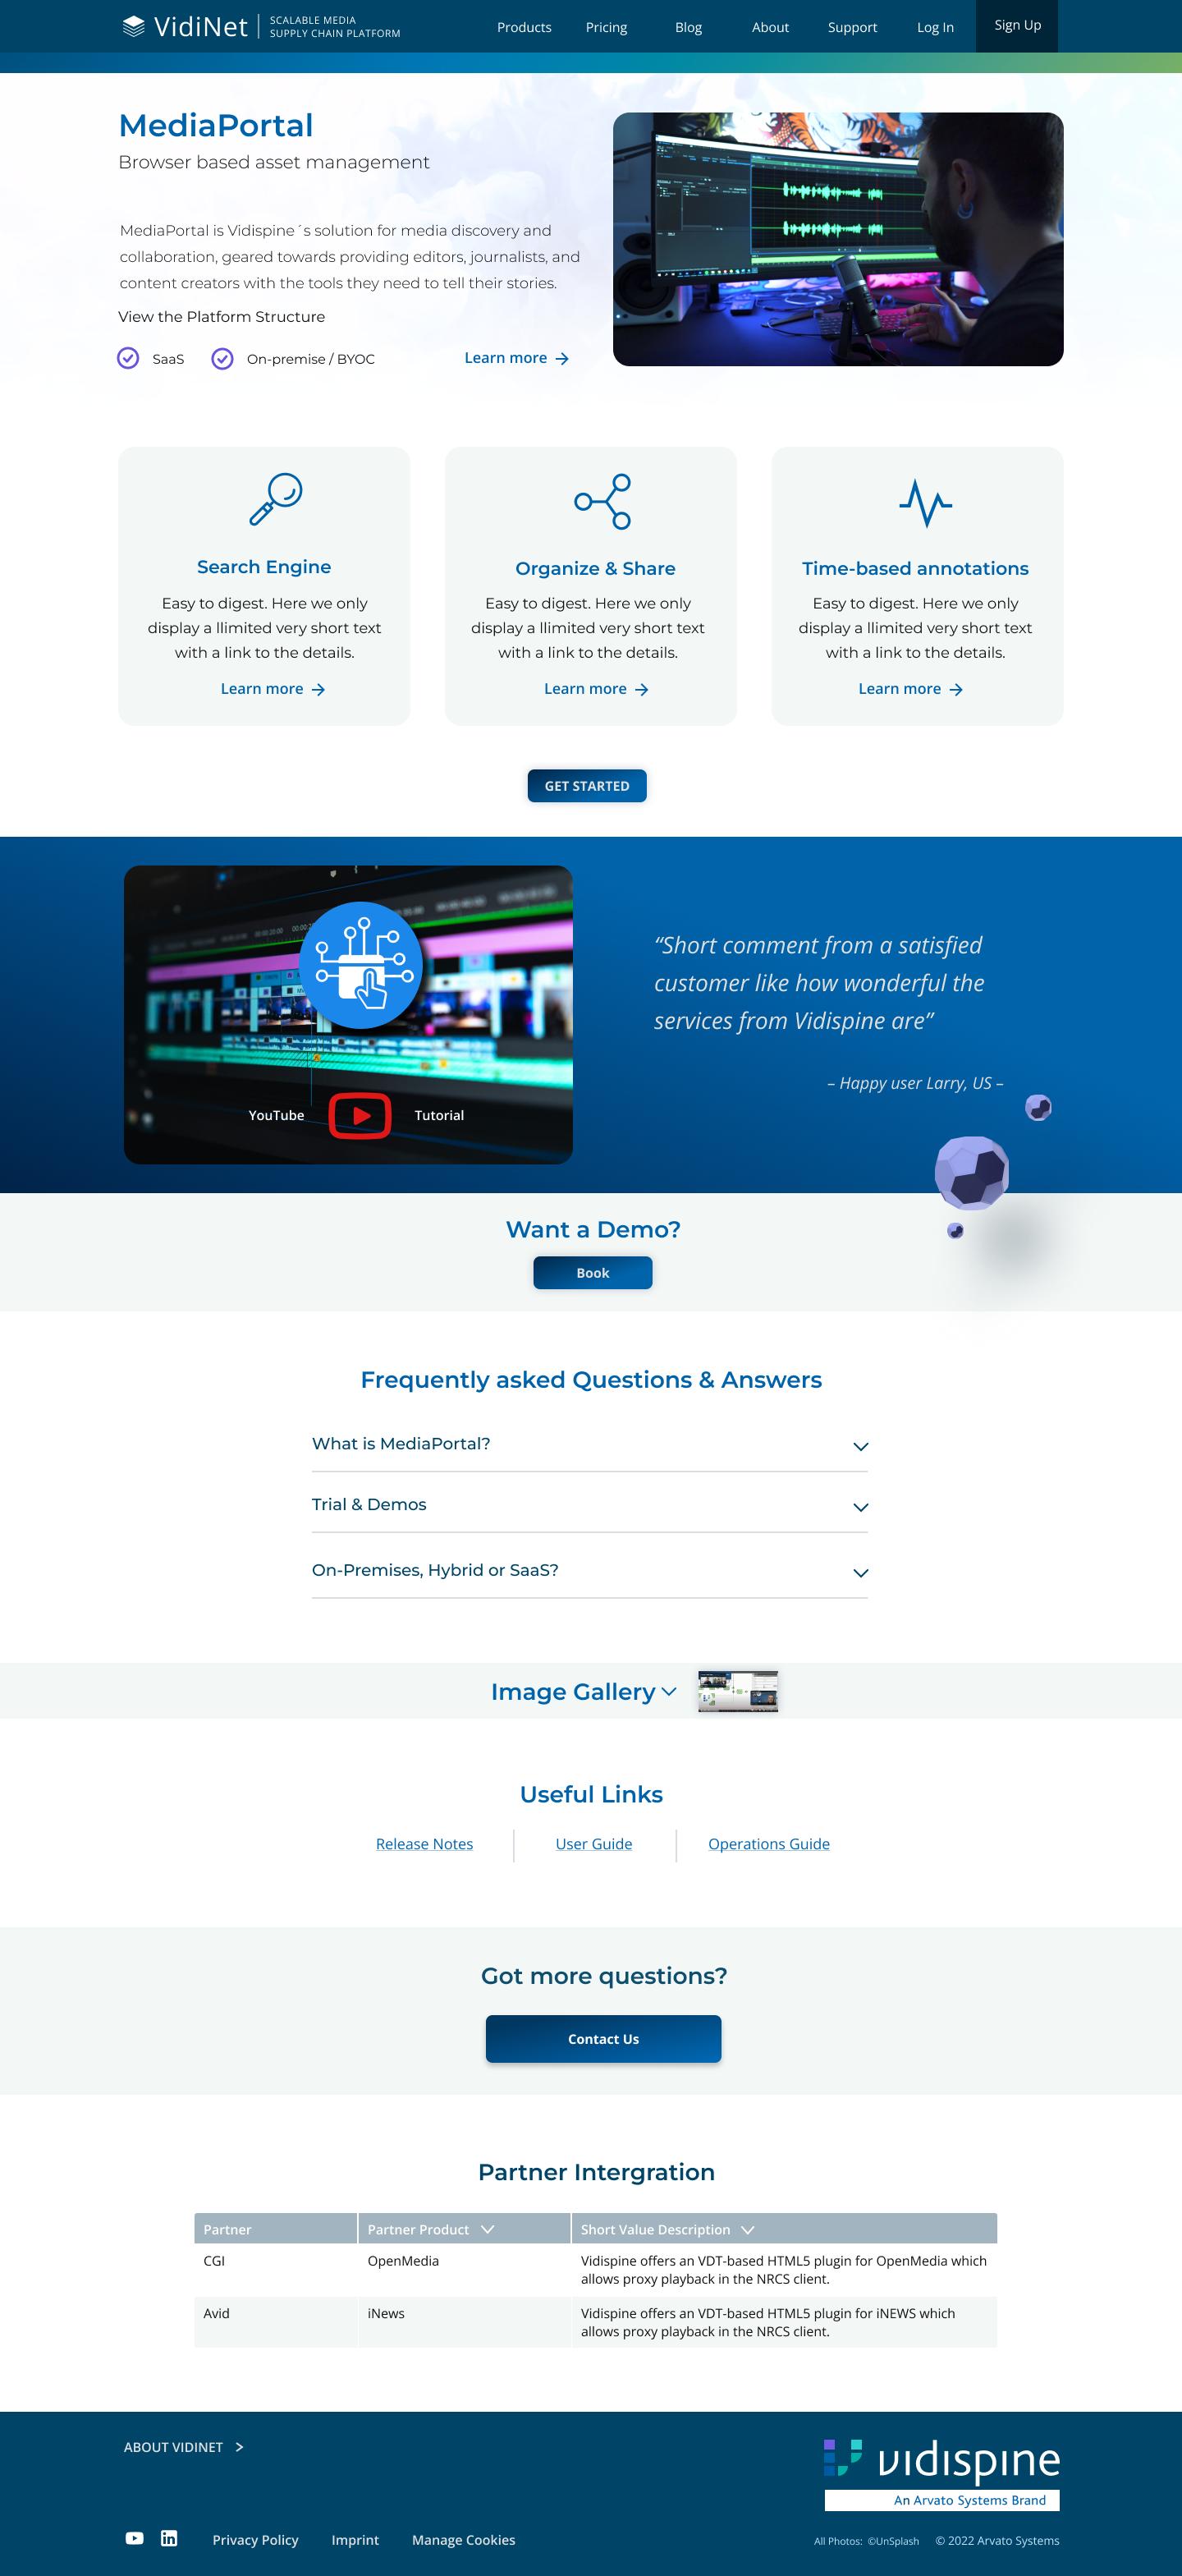 VidiNet
SCALABLE MEDIA
SUPPLY CHAIN PLATFORM
Products
Pricing
Blog
About
Support
Log In
Sign Up
MediaPortal
Browser based asset management
MediaPortal is Vidispine´s solution for media discovery and
collaboration, geared towards providing editors, journalists, and
content creators with the tools they need to tell their stories.
View the Platform Structure
SaaS
On-premise / BYOC
Learn more
Search Engine
Easy to digest. Here we only
display a llimited very short text
with a link to the details.
Learn more
Organize & Share
Easy to digest. Here we only
display a llimited very short text
with a link to the details.
Learn more
Time-based annotations
Easy to digest. Here we only
display a llimited very short text
with a link to the details.
Learn more
GET STARTED
YouTube
Tutorial
“Short comment from a satisfied
customer like how wonderful the
services from Vidispine are”
– Happy user Larry, US –
Want a Demo?
Book
Frequently asked Questions & Answers
What is MediaPortal?
Trial & Demos
On-Premises, Hybrid or SaaS?
Image Gallery
Useful Links
Release Notes
User Guide
Operations Guide
Got more questions?
Contact Us
Partner Intergration
Partner
Partner Product
Short Value Description
CGI
OpenMedia
Vidispine offers an VDT-based HTML5 plugin for OpenMedia which
allows proxy playback in the NRCS client.
Avid
iNews
Vidispine offers an VDT-based HTML5 plugin for iNEWS which
allows proxy playback in the NRCS client.
ABOUT VIDINET >
vidispine
An Arvato Systems Brand
Privacy Policy
Imprint
Manage Cookies
All Photos: ©UnSplash
© 2022 Arvato Systems